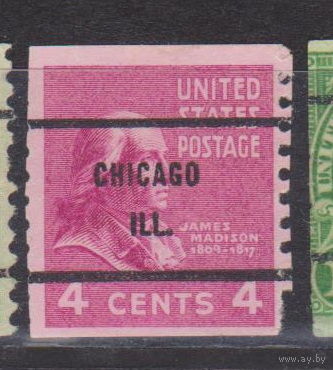 UNITED
STATES
POSTAGE
CHICAGO
ILL.
JAMES
MADISON
1809-1817
4 CENTS 4
www.ay.by